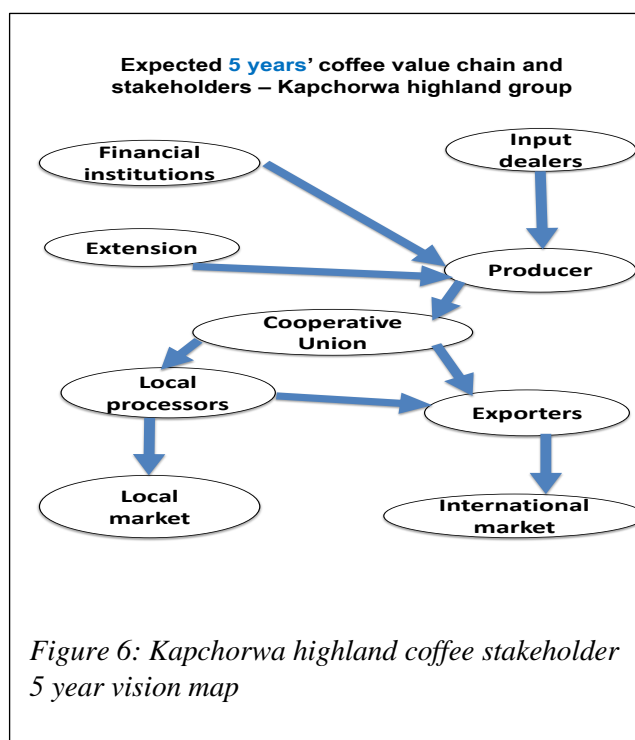 Expected 5 years’ coffee value chain and
stakeholders – Kapchorwa highland group
Financial
institutions
Input
dealers
Extension
Producer
Cooperative
Union
Local
processors
Exporters
Local
market
International
market
Figure 6: Kapchorwa highland coffee stakeholder
5 year vision map